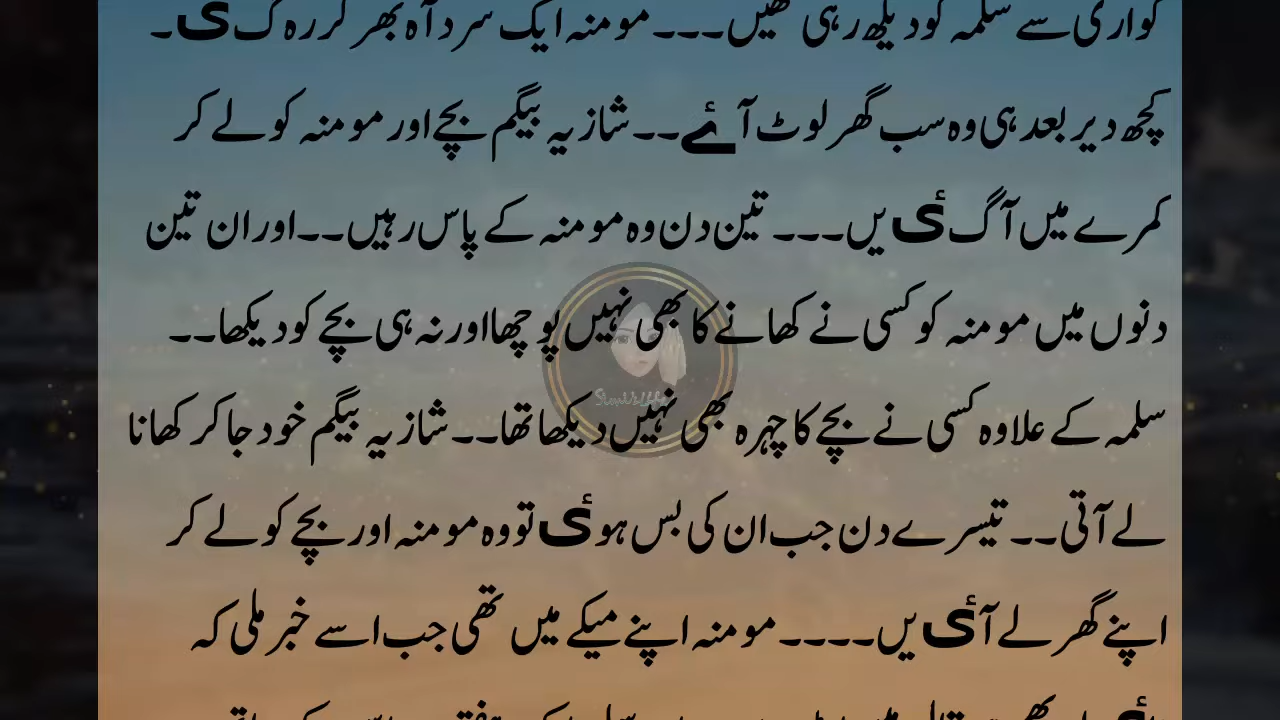 گواری سے سلمہ کو دیکھ رہی تھیں۔۔۔ مومنہ ایک سرد آہ بھر کر رہ گئی۔
کچھ دیر بعد ہی وہ سب گھر لوٹ آئے۔۔ شازیہ بیگم بچے اور مومنہ کو لے کر
کمرے میں آگئیں۔۔۔ تین دن وہ مومنہ کے پاس رہیں۔۔ اور ان تین
دنوں میں مومنہ کو کسی نے کھانے کا بھی نہیں پوچھا اور نہ ہی بچے کو دیکھا۔۔
سلمہ کے علاوہ کسی نے بچے کا چہرہ بھی نہیں دیکھا تھا۔۔ شازیہ بیگم خود جا کر کھانا
لے آتی۔۔ تیسرے دن جب ان کی بس ہوئی تو وہ مومنہ اور بچے کو لے کر
اپنے گھر لے آئیں۔۔۔۔ مومنہ اپنے میکے میں تھی جب اسے خبر ملی کہ